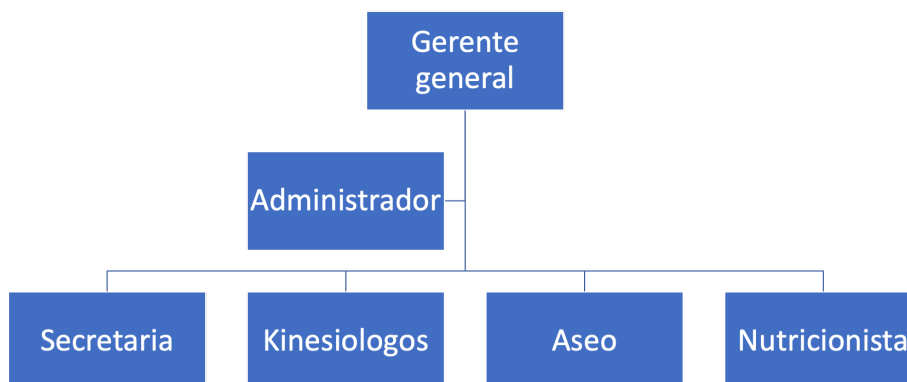 Gerente
general
Administrador
Secretaria
Kinesiologos
Aseo
Nutricionista